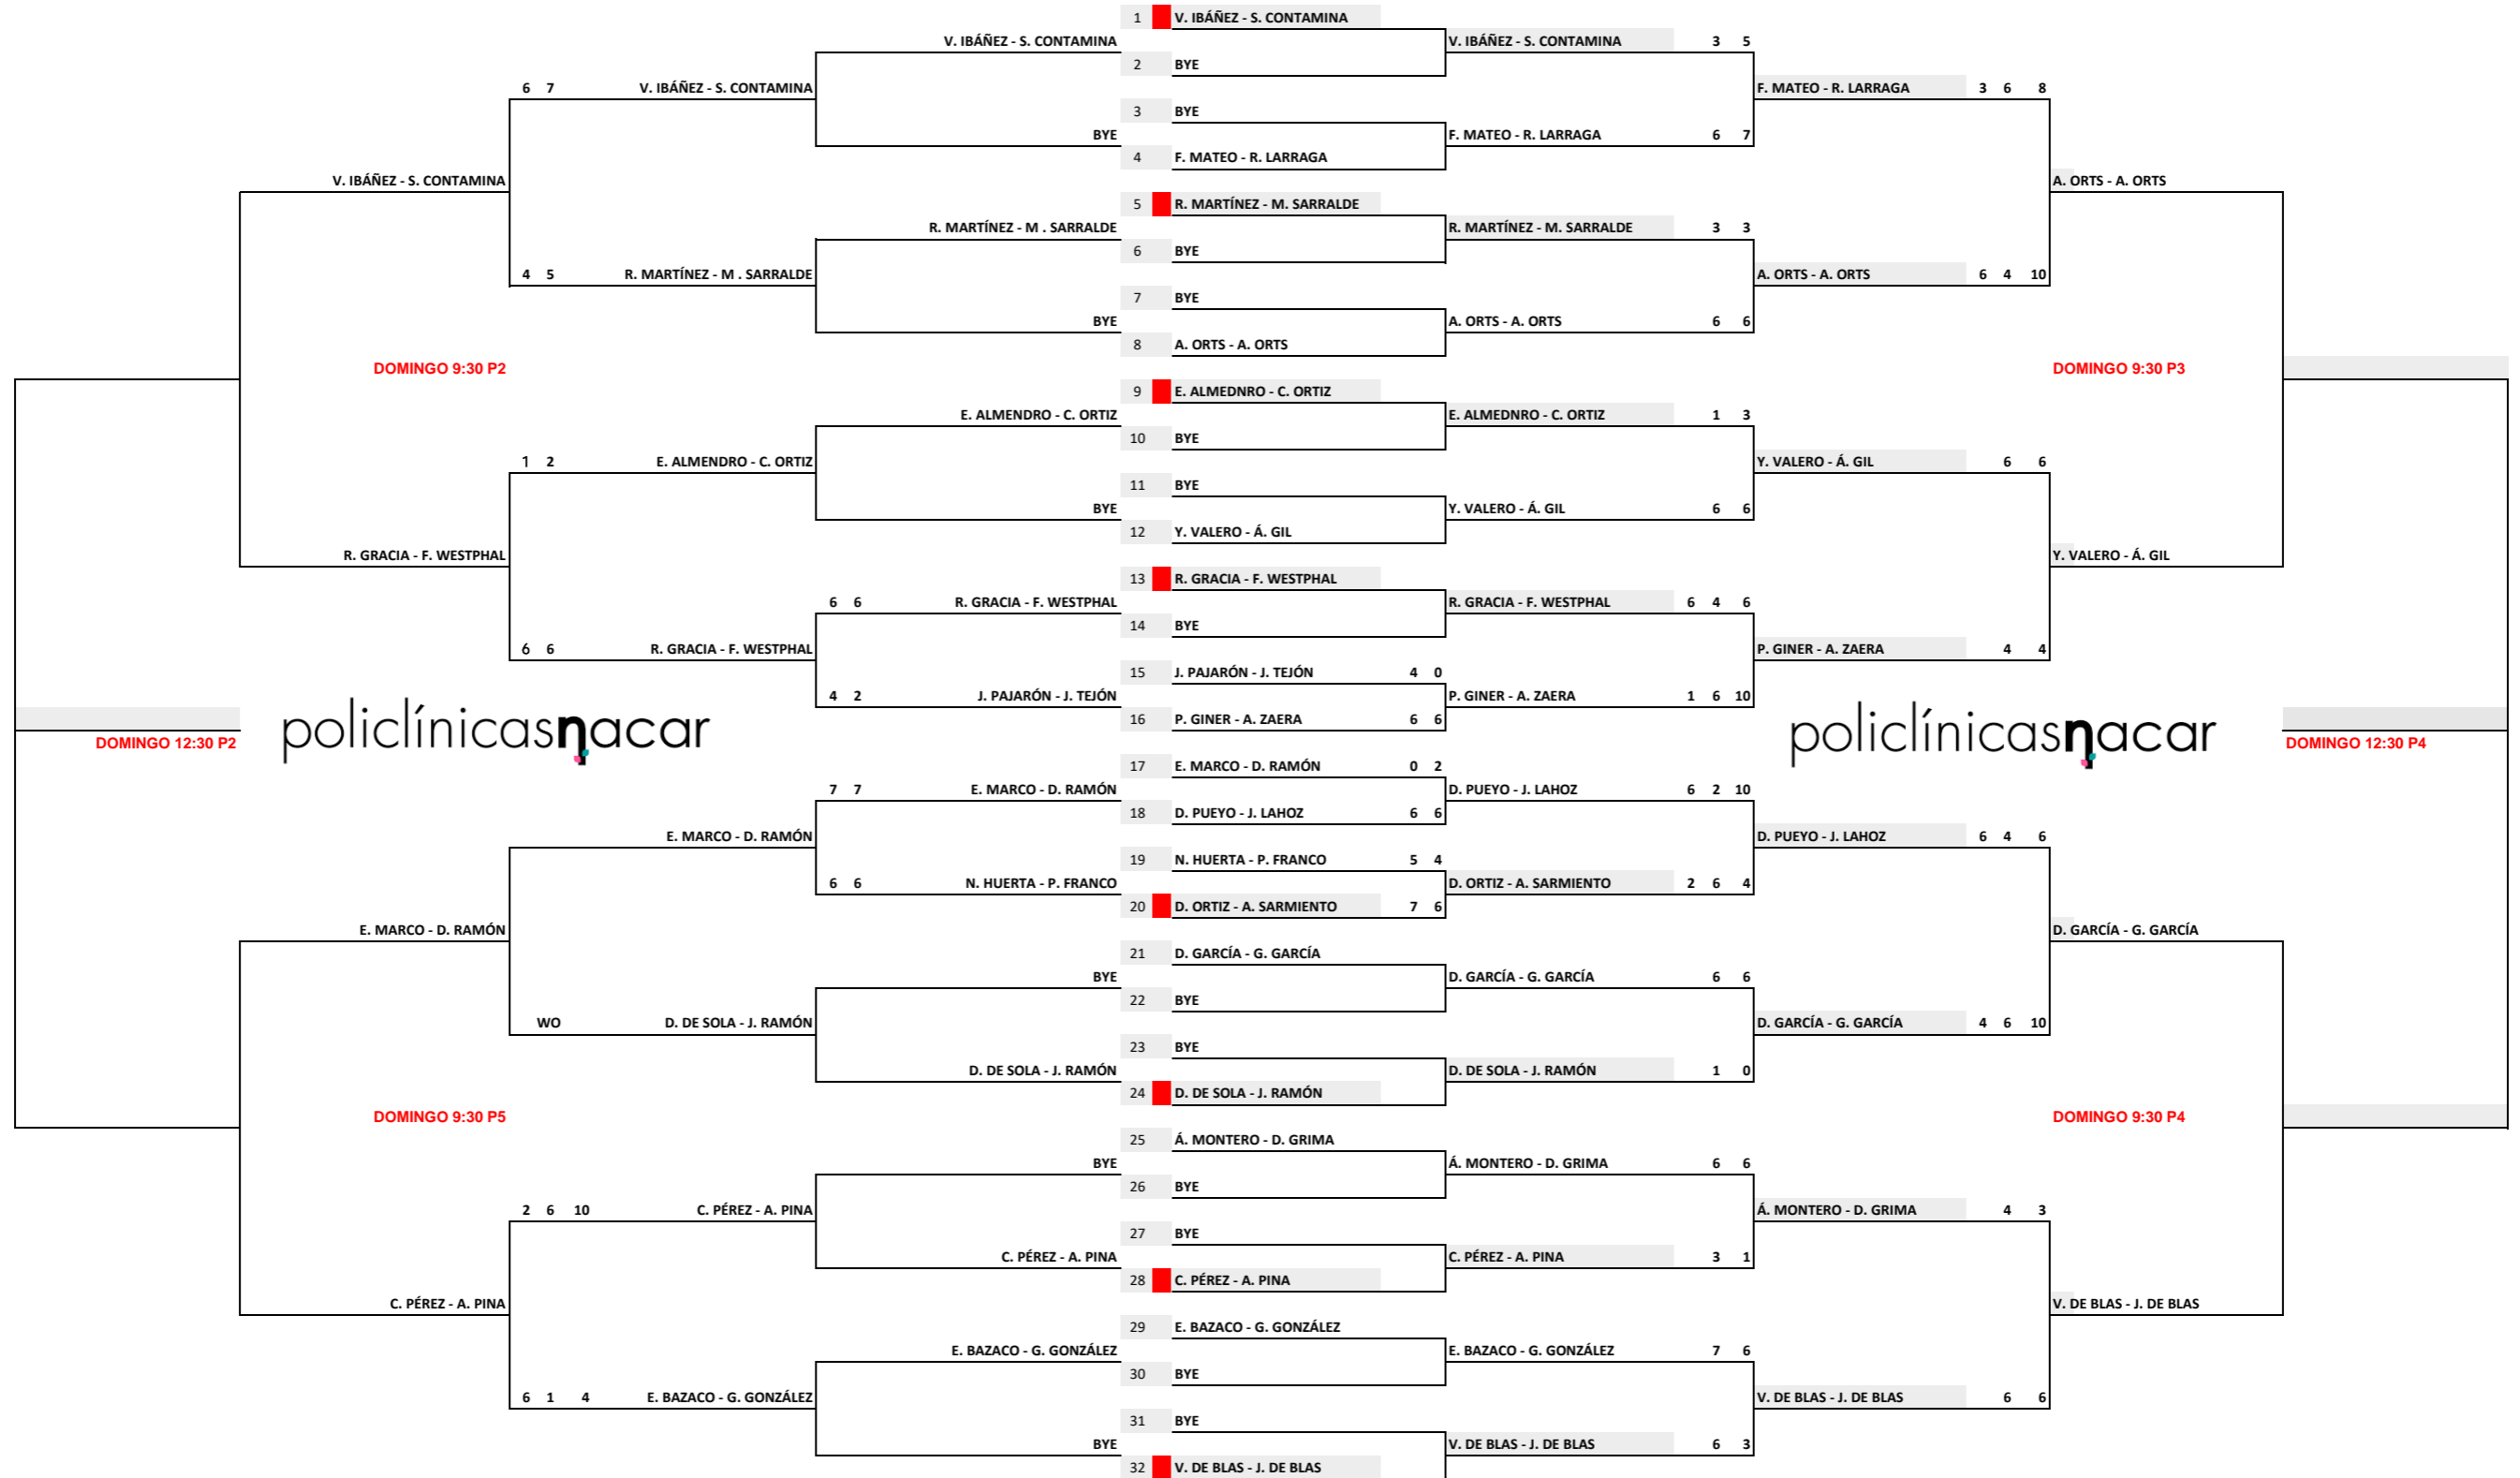 1 V. IBÁÑEZ - S. CONTAMINA
V. IBÁÑEZ - S. CONTAMINA V. IBÁÑEZ - S. CONTAMINA 3 5
2 BYE
6 7 V. IBÁÑEZ - S. CONTAMINA F. MATEO - R. LARRAGA 3 6 8
3 BYE
BYE F. MATEO - R. LARRAGA 6 7
4 F. MATEO - R. LARRAGA
V. IBÁÑEZ - S. CONTAMINA A. ORTS - A. ORTS
5 R. MARTÍNEZ - M. SARRALDE
R. MARTÍNEZ - M . SARRALDE R. MARTÍNEZ - M. SARRALDE 3 3
6 BYE
4 5 R. MARTÍNEZ - M . SARRALDE A. ORTS - A. ORTS 6 4 10
7 BYE
BYE A. ORTS - A. ORTS 6 6
8 A. ORTS - A. ORTS
DOMINGO 9:30 P2 DOMINGO 9:30 P3
9 E. ALMEDNRO - C. ORTIZ
E. ALMENDRO - C. ORTIZ E. ALMEDNRO - C. ORTIZ 1 3
10 BYE
1 2 E. ALMENDRO - C. ORTIZ Y. VALERO - Á. GIL 6 6
11 BYE
BYE Y. VALERO - Á. GIL 6 6
12 Y. VALERO - Á. GIL
R. GRACIA - F. WESTPHAL Y. VALERO - Á. GIL
13 R. GRACIA - F. WESTPHAL
6 6 R. GRACIA - F. WESTPHAL R. GRACIA - F. WESTPHAL 6 4 6
14 BYE
6 6 R. GRACIA - F. WESTPHAL P. GINER - A. ZAERA 4 4
15 J. PAJARÓN - J. TEJÓN 4 0
4 2 J. PAJARÓN - J. TEJÓN P. GINER - A. ZAERA 1 6 10
16 P. GINER - A. ZAERA 6 6
policlínicasnacar policlínicasnacar
DOMINGO 12:30 P2 DOMINGO 12:30 P4
17 E. MARCO - D. RAMÓN 0 2
7 7 E. MARCO - D. RAMÓN D. PUEYO - J. LAHOZ 6 2 10
18 D. PUEYO - J. LAHOZ 6 6
E. MARCO - D. RAMÓN D. PUEYO - J. LAHOZ 6 4 6
19 N. HUERTA - P. FRANCO 5 4
6 6 N. HUERTA - P. FRANCO D. ORTIZ - A. SARMIENTO 2 6 4
20 D. ORTIZ - A. SARMIENTO 7 6
E. MARCO - D. RAMÓN D. GARCÍA - G. GARCÍA
21 D. GARCÍA - G. GARCÍA
BYE D. GARCÍA - G. GARCÍA 6 6
22 BYE
WO D. DE SOLA - J. RAMÓN D. GARCÍA - G. GARCÍA 4 6 10
23 BYE
D. DE SOLA - J. RAMÓN D. DE SOLA - J. RAMÓN 1 0
24 D. DE SOLA - J. RAMÓN
DOMINGO 9:30 P5 DOMINGO 9:30 P4
25 Á. MONTERO - D. GRIMA
BYE Á. MONTERO - D. GRIMA 6 6
26 BYE
2 6 10 C. PÉREZ - A. PINA Á. MONTERO - D. GRIMA 4 3
27 BYE
C. PÉREZ - A. PINA C. PÉREZ - A. PINA 3 1
28 C. PÉREZ - A. PINA
C. PÉREZ - A. PINA V. DE BLAS - J. DE BLAS
29 E. BAZACO - G. GONZÁLEZ
E. BAZACO - G. GONZÁLEZ E. BAZACO - G. GONZÁLEZ 7 6
30 BYE
6 1 4 E. BAZACO - G. GONZÁLEZ V. DE BLAS - J. DE BLAS 6 6
31 BYE
BYE V. DE BLAS - J. DE BLAS 6 3
32 V. DE BLAS - J. DE BLAS